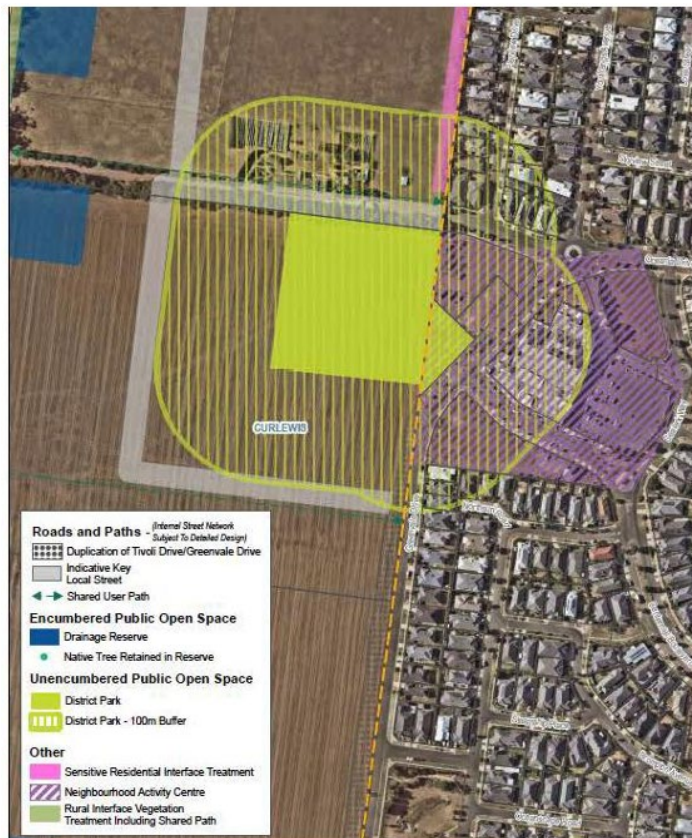 CURLEWIS
Roads and Paths - (Internal Street Network
Subject To Detailed Design)
Duplication of Tivoli Drive/Greenvale Drive
Indicative Key
Local Street
Shared User Path
Encumbered Public Open Space
Drainage Reserve
Native Tree Retained in Reserve
Unencumbered Public Open Space
District Park
District Park - 100m Buffer
Other
Sensitive Residential Interface Treatment
Neighbourhood Activity Centre
Rural Interface Vegetation
Treatment Including Shared Path